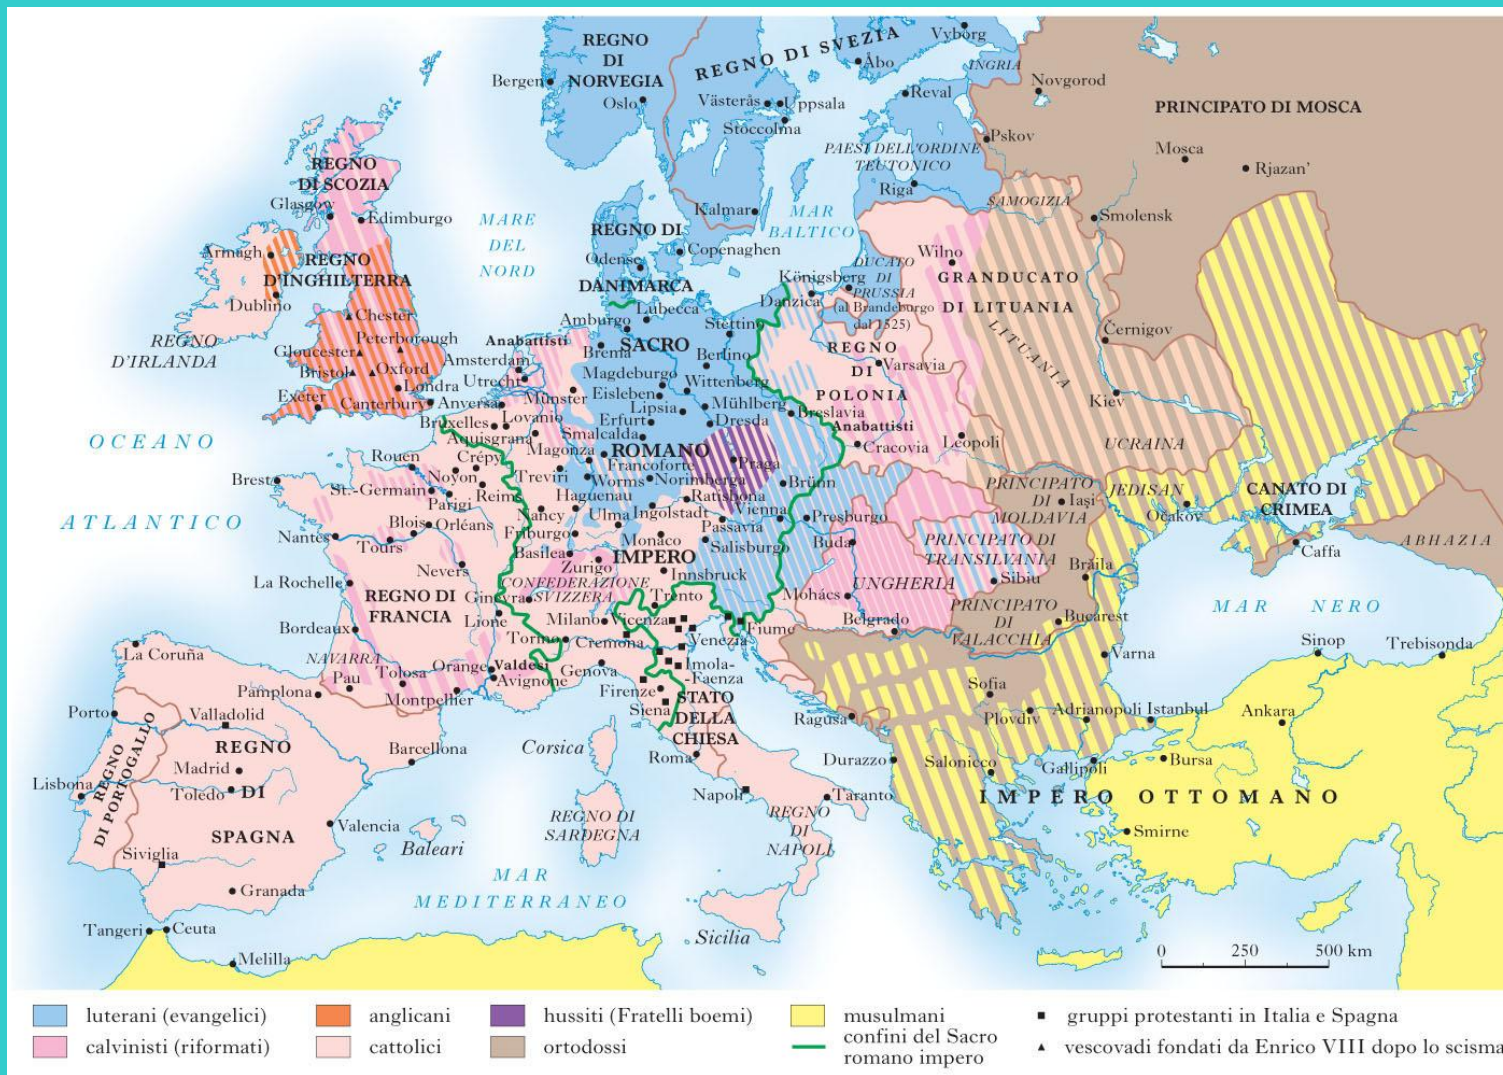 REGNO
DI
NORVEGIA
REGNO DI SVEZIA
Vyborg
Åbo
INGRIA
Bergen
Oslo
Västerås
Uppsala
Stoccolma
Reval
Novgorod
PRINCIPATO DI MOSCA
Pskov
Mosca
Rjazan'
PAESI DELL'ORDINE
TEUTONICO
Riga
REGNO
DI SCOZIA
Glasgow
Edimburgo
MARE
DEL
NORD
Kalmar
MAR
BALTICO
SAMOGIZIA
Smolensk
REGNO DI
DANIMARCA
Copenaghen
Odense
Armagh
REGNO
D'INGHILTERRA
Dublino
REGNO
D'IRLANDA
Wilno
GRANDUCATO
DI LITUANIA
LITUANIA
Königsberg
DUCATO
DI
PRUSSIA
(al Brandeburgo
dal 1525)
Danzica
Lubecca
Amburgo
Stettino
Chester
Peterborough
Gloucester
Bristol
Oxford
Londra
Exeter
Canterbury
Anabattisti
Amsterdam
Utrecht
Anversa
Münster
Brema
SACRO
Berlino
Magdeburgo
Wittenberg
Eisleben
Lipsia
Mühlberg
Erfurt
Dresda
Smalcalda
REGNO
DI
POLONIA
Varsavia
Breslavia
Anabattisti
Cracovia
Leopoli
Černigov
Kiev
UCRAINA
Bruxelles
Lovanio
Aquisgrana
Magonza
ROMANO
Francoforte
Praga
Treviri
Worms
Norimberga
Brünn
Haguenau
Ratisbona
OCEANO
ATLANTICO
Brest
Rouen
Crépy
Noyon
St.-Germain
Reims
Parigi
Nancy
Ulma
Ingolstadt
Vienna
Presburgo
Passavia
Blois
Orléans
Nantes
Tours
Friburgo
Monaco
Salisburgo
Buda
Basilea
IMPERO
Zurigo
Innsbruck
CONFEDERAZIONE
SVIZZERA
Nevers
La Rochelle
REGNO DI
FRANCIA
Ginevra
Lione
Trento
Milano
Vicenza
Venezia
Fiume
Torino
Cremona
Mohács
UNGHERIA
Belgrado
PRINCIPATO
DI
MOLDAVIA
Iaşi
JEDISAN
Očakov
CANATO DI
CRIMEA
Caffa
ABHAZIA
PRINCIPATO DI
TRANSILVANIA
Sibiu
Brăila
PRINCIPATO
DI
VALACCHIA
Bucarest
MAR NERO
Bordeaux
NAVARRA
Pau
Tolosa
Orange
Valdesi
Avignone
Montpellier
Genova
Imola-
-Faenza
Firenze
Siena
STATO
DELLA
CHIESA
Roma
Corsica
Ragusa
Varna
Sinop
Trebisonda
Sofia
Plovdiv
Adrianopoli
Istanbul
Ankara
La Coruña
Pamplona
Porto
Valladolid
REGNO
DI PORTOGALLO
REGNO
DI
SPAGNA
Madrid
Toledo
Lisbona
Barcellona
Valencia
Baleari
Siviglia
Granada
REGNO DI
SARDEGNA
Napoli
REGNO
DI
NAPOLI
Taranto
Durazzo
Salonicco
Gallipoli
Bursa
IMPERO OTTOMANO
Smirne
MAR
MEDITERRANEO
Sicilia
Tangeri
Ceuta
Melilla
0 250 500 km
luterani (evangelici)
calvinisti (riformati)
anglicani
cattolici
hussiti (Fratelli boemi)
ortodossi
musulmani
confini del Sacro
romano impero
gruppi protestanti in Italia e Spagna
vescovadi fondati da Enrico VIII dopo lo scisma